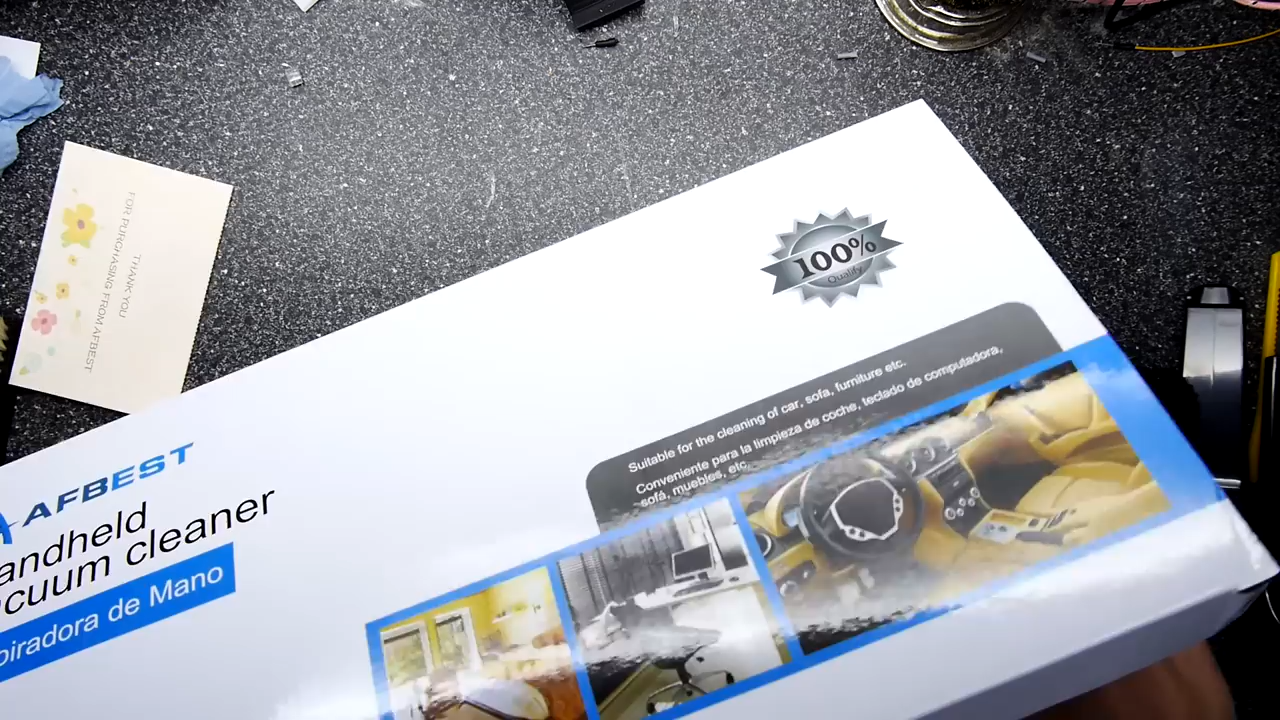 THANK YOU
FOR PURCHASING FROM AFBEST
100%
Quality
Suitable for the cleaning of car, sofa, furniture etc.
Conveniente para la limpieza de coche, teclado de computadora,
sofá, muebles, etc.
AFBEST
andheld
cuum cleaner
piradora de Mano